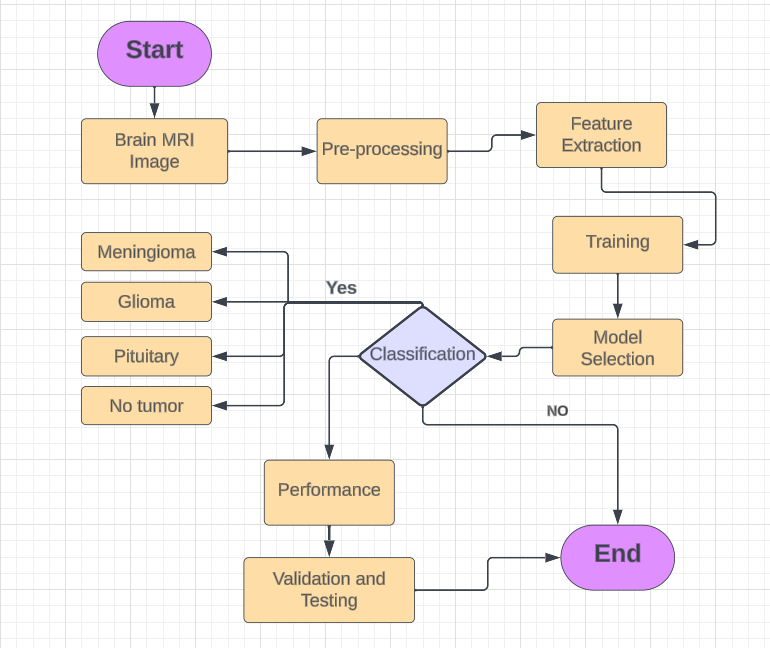 Start
Brain MRI
Image
Pre-processing
Feature
Extraction
Training
Model
Selection
Classification
Yes
Meningioma
Glioma
Pituitary
No tumor
NO
Performance
Validation and
Testing
End